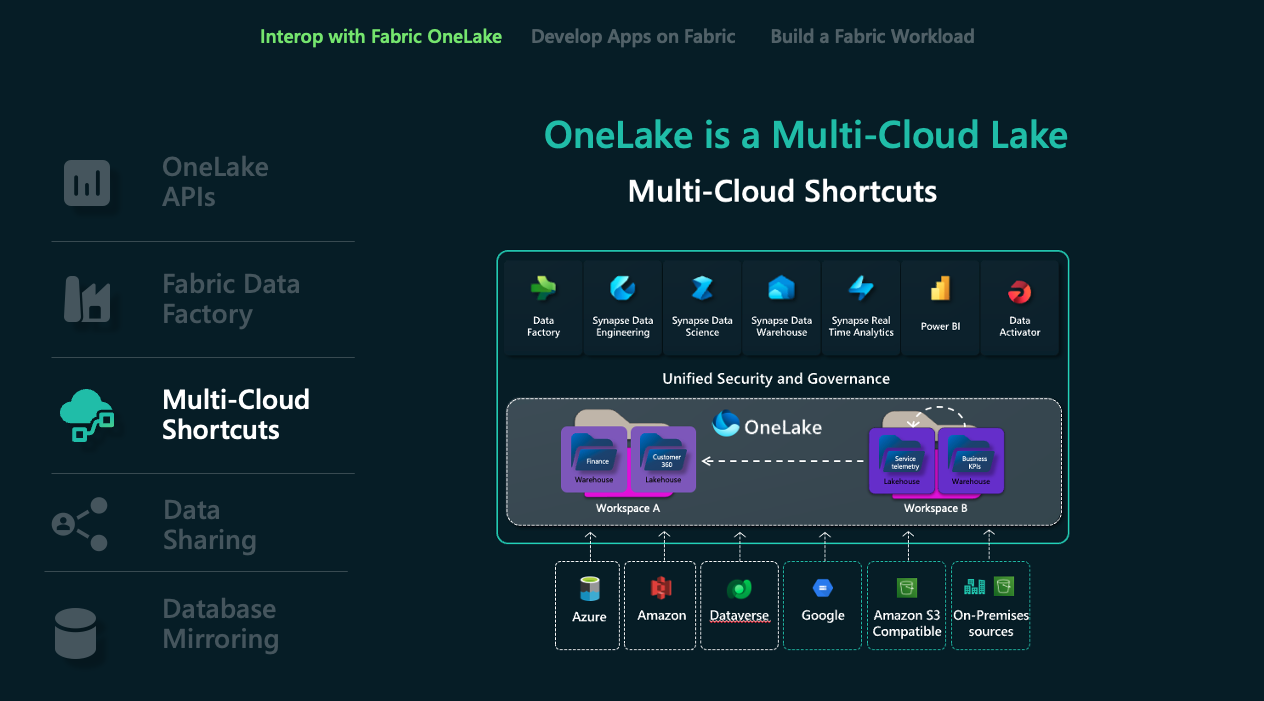 Interop with Fabric OneLake
Develop Apps on Fabric
Build a Fabric Workload
OneLake
APIs
Fabric Data
Factory
Multi-Cloud
Shortcuts
Data
Sharing
Database
Mirroring
OneLake is a Multi-Cloud Lake
Multi-Cloud Shortcuts
Data
Factory
Synapse Data
Engineering
Synapse Data
Science
Synapse Data
Warehouse
Synapse Real
Time Analytics
Power BI
Data
Activator
Unified Security and Governance
OneLake
Finance
Warehouse
Customer
360
Lakehouse
Workspace A
Service
telemetry
Lakehouse
Business
KPIs
Warehouse
Workspace B
Azure
Amazon
Dataverse
Google
Amazon S3
Compatible
On-Premises
sources